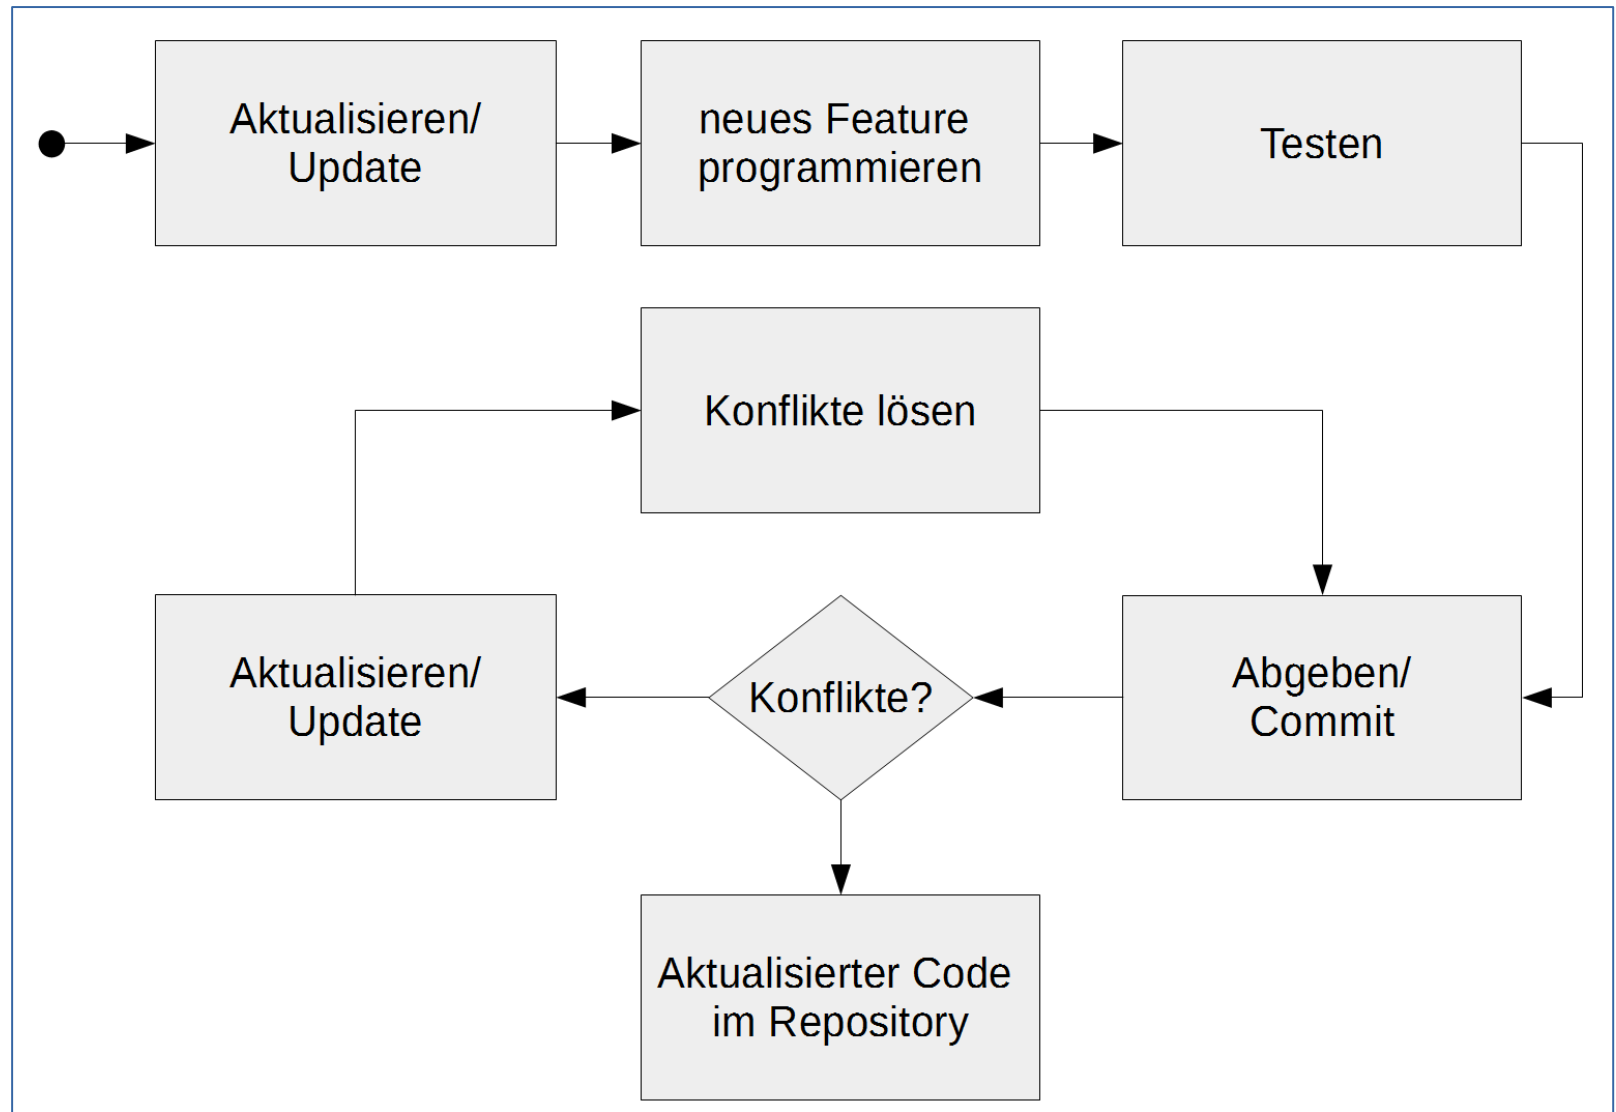 Aktualisieren/
Update
neues Feature
programmieren
Testen
Konflikte lösen
Aktualisieren/
Update
Konflikte?
Abgeben/
Commit
Aktualisierter Code
im Repository